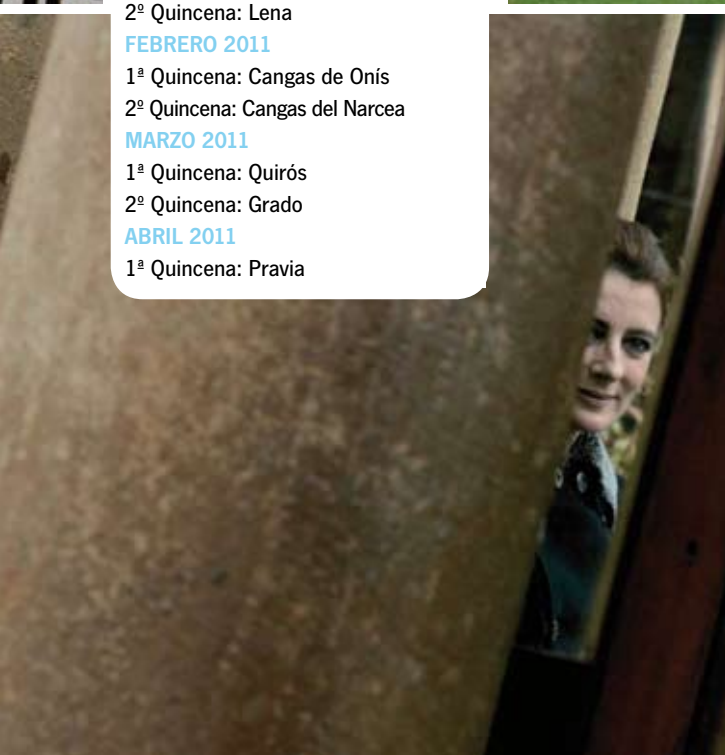 2º Quincena: Lena
FEBRERO 2011
1ª Quincena: Cangas de Onís
2º Quincena: Cangas del Narcea
MARZO 2011
1ª Quincena: Quirós
2º Quincena: Grado
ABRIL 2011
1ª Quincena: Pravia